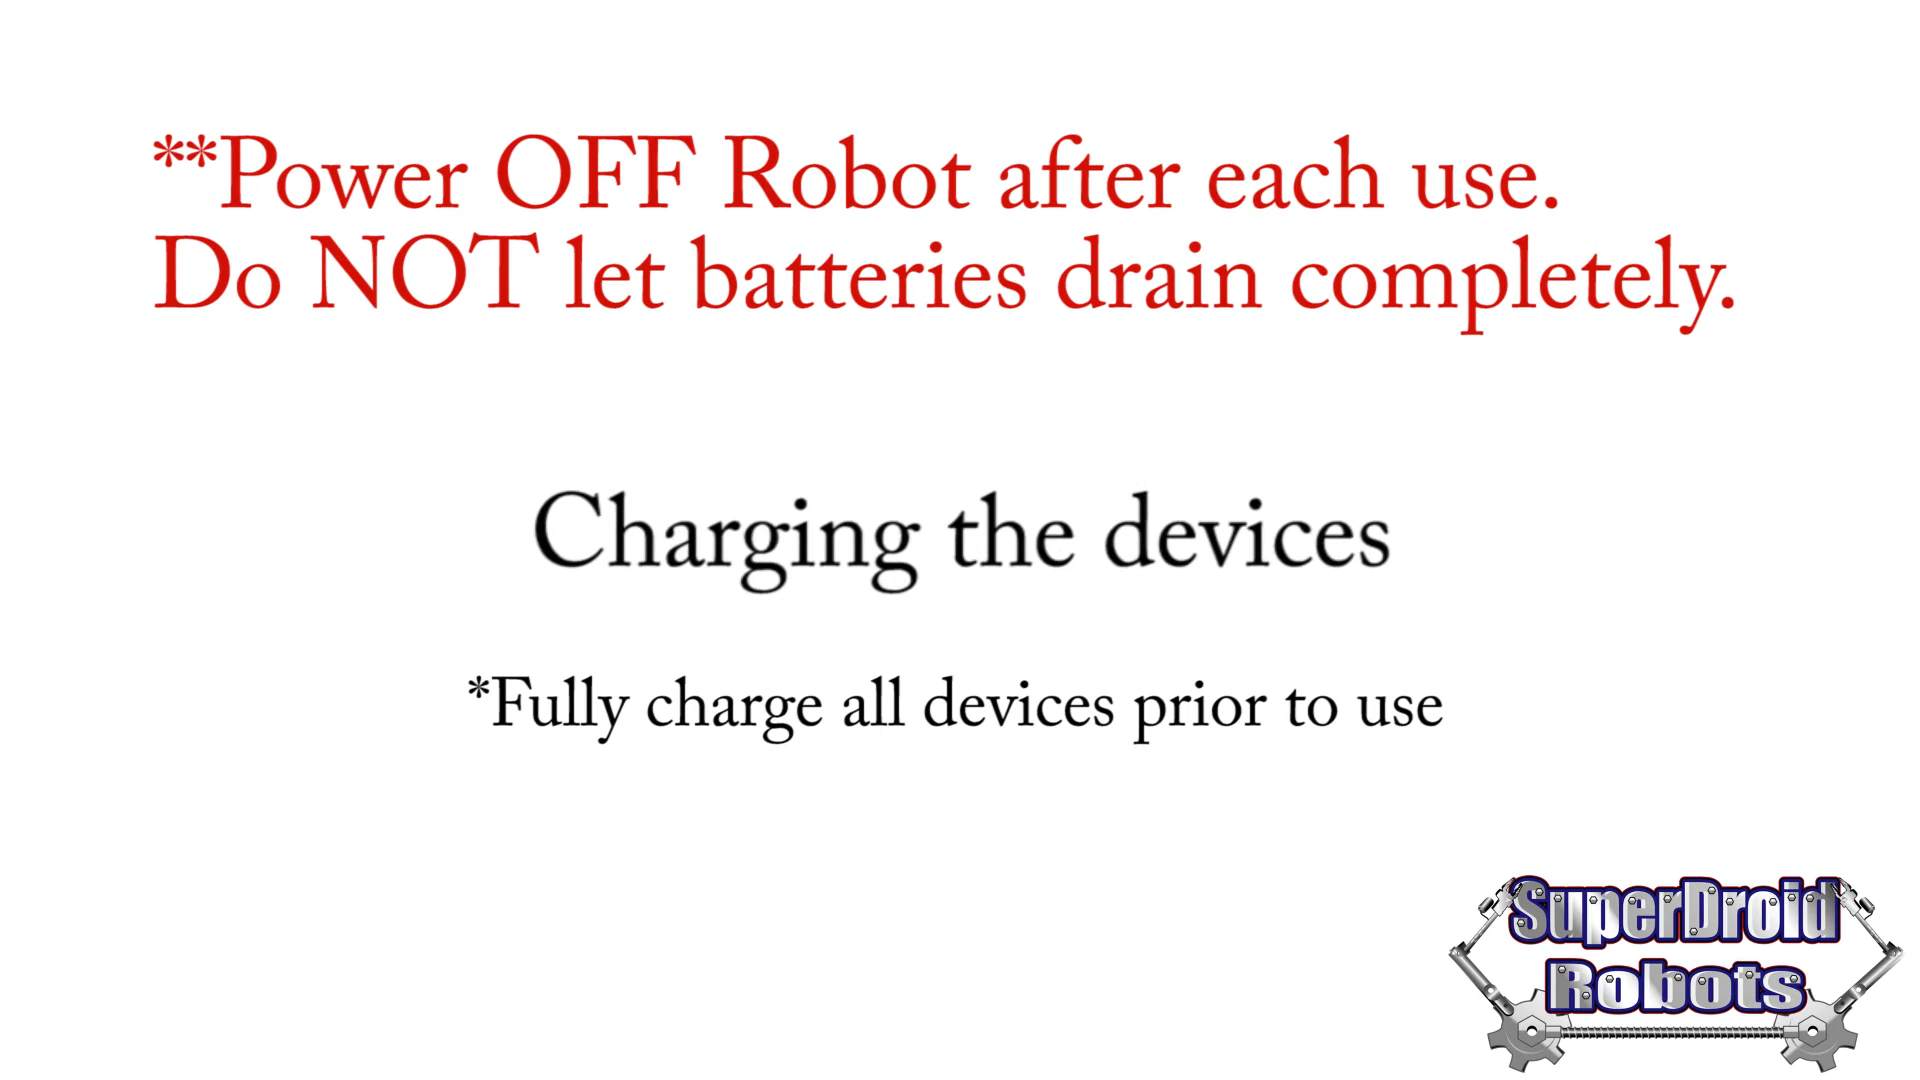 **Power OFF Robot after each use.
Do NOT let batteries drain completely.
Charging the devices
*Fully charge all devices prior to use
SuperDroid
Robots